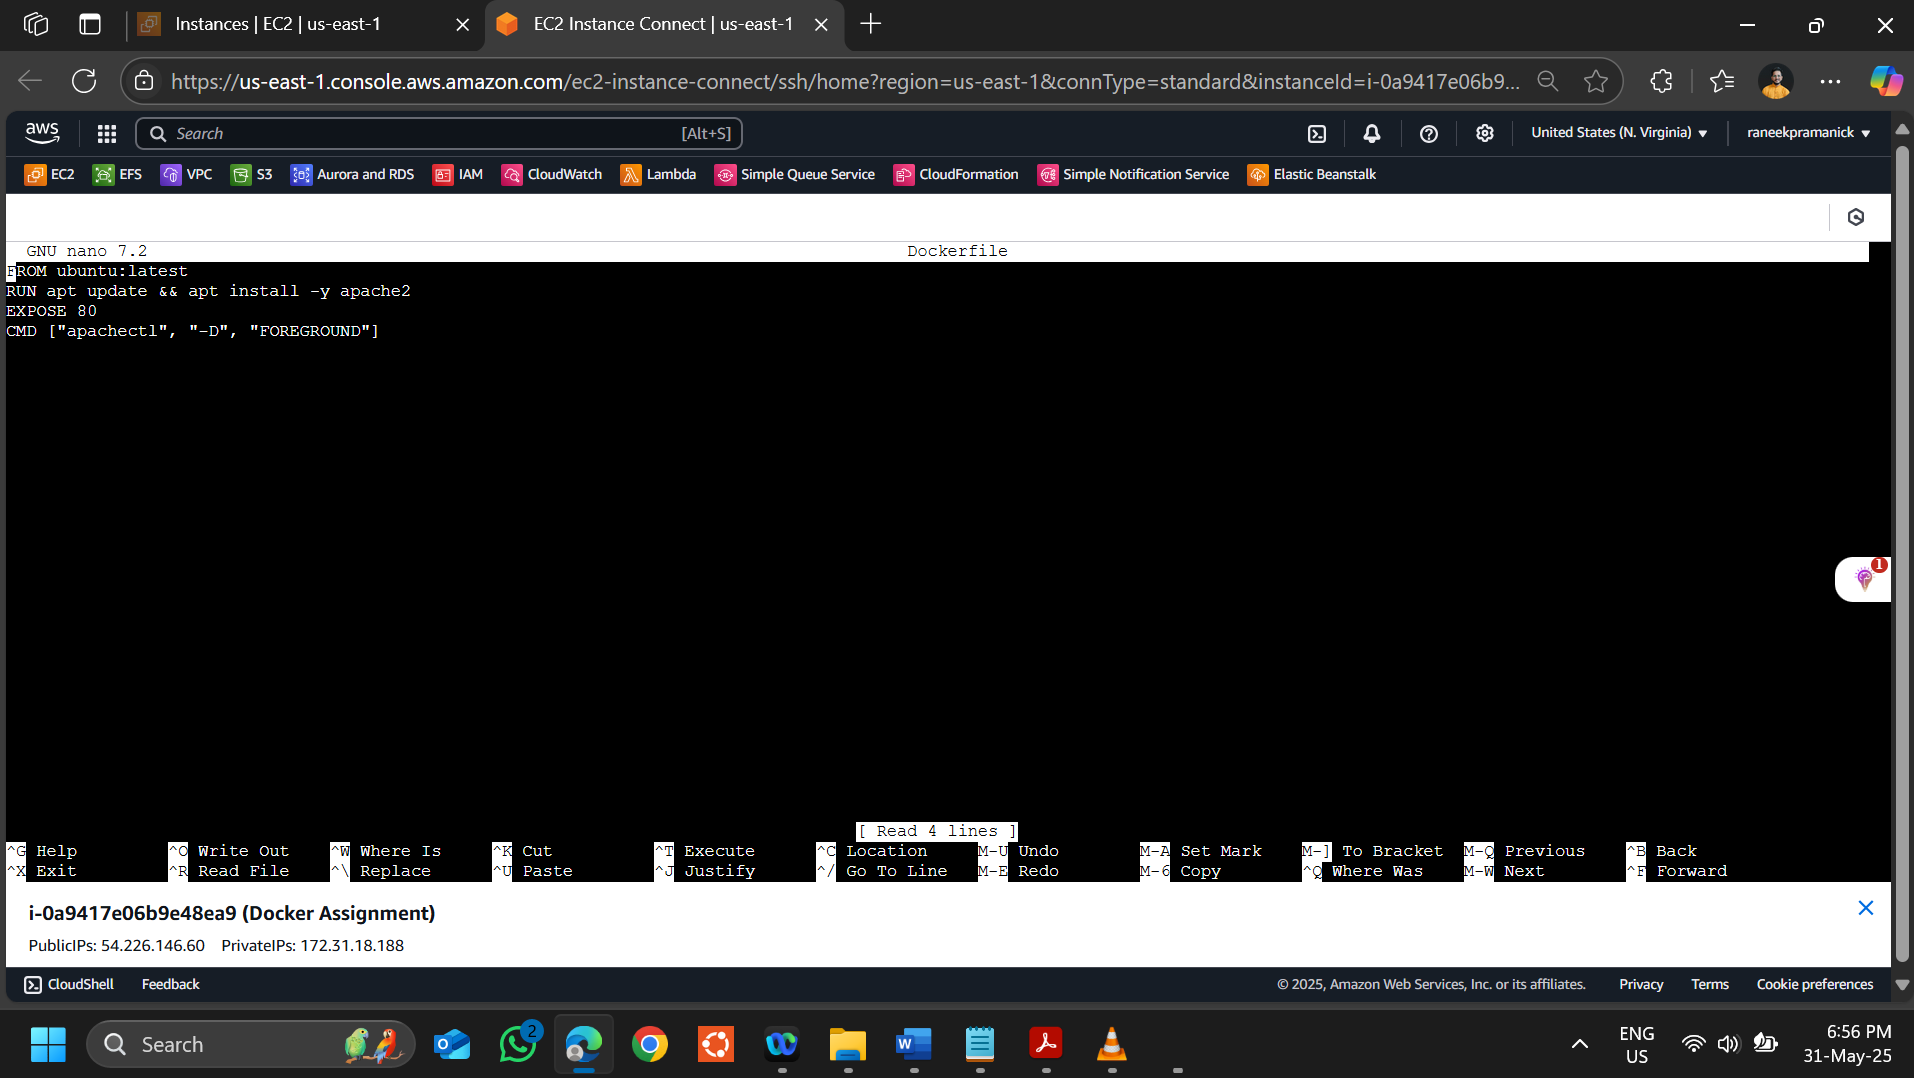 Instances | EC2 | us-east-1
EC2 Instance Connect | us-east-1
https://us-east-1.console.aws.amazon.com/ec2-instance-connect/ssh/home?region=us-east-1&connType=standard&instanceId=i-0a9417e06b9...
aws
Search
[Alt+S]
United States (N. Virginia)
raneekpramanick
EC2 EFS VPC S3 Aurora and RDS IAM CloudWatch Lambda Simple Queue Service CloudFormation Simple Notification Service Elastic Beanstalk
GNU nano 7.2 Dockerfile
FROM ubuntu:latest
RUN apt update && apt install -y apache2
EXPOSE 80
CMD ["apachectl", "-D", "FOREGROUND"]
1
[ Read 4 lines ]
^G Help ^O Write Out ^W Where Is ^K Cut ^T Execute ^C Location M-U Undo M-A Set Mark M-] To Bracket M-Q Previous ^B Back
^X Exit ^R Read File ^\ Replace ^U Paste ^J Justify ^/ Go To Line M-E Redo M-6 Copy ^Q Where Was M-W Next ^F Forward
i-0a9417e06b9e48ea9 (Docker Assignment)
PublicIPs: 54.226.146.60 PrivateIPs: 172.31.18.188
CloudShell Feedback © 2025, Amazon Web Services, Inc. or its affiliates. Privacy Terms Cookie preferences
Search
2
ENG
US
6:56 PM
31-May-25